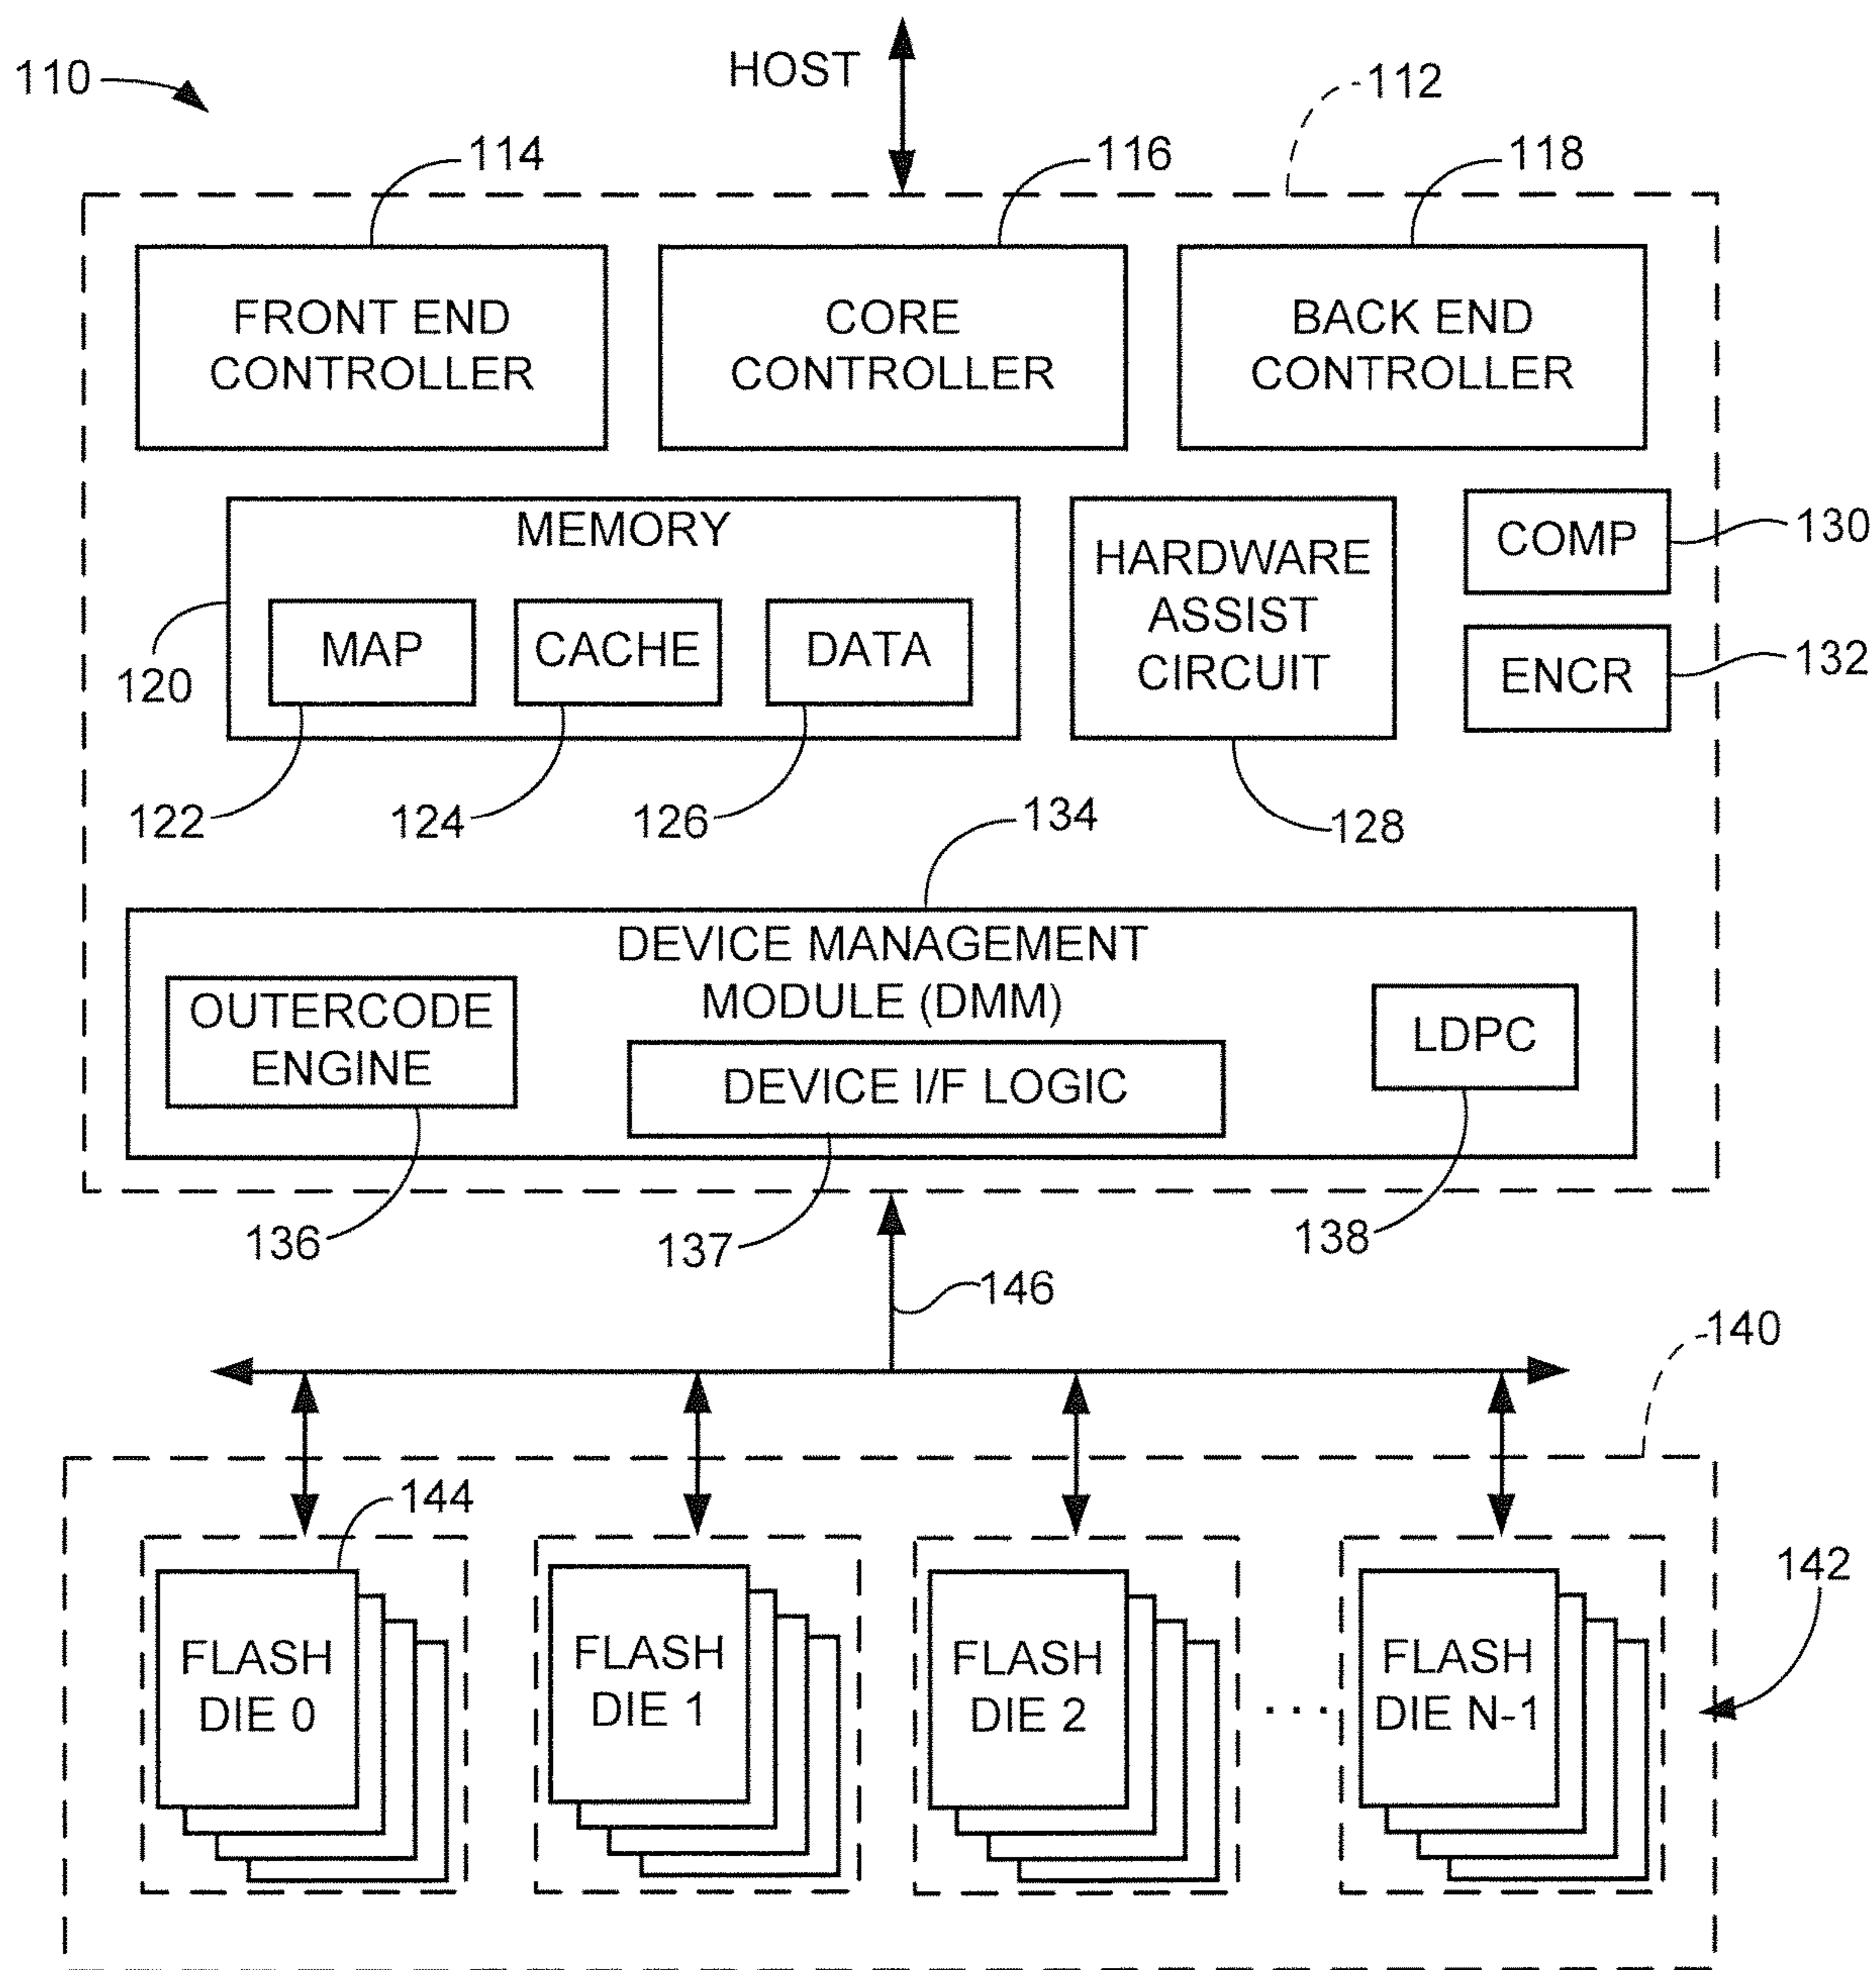 110
HOST
112
114
116
118
FRONT END
CONTROLLER
CORE
CONTROLLER
BACK END
CONTROLLER
MEMORY
MAP
CACHE
DATA
120
HARDWARE
ASSIST
CIRCUIT
COMP
130
ENCR
132
122
124
126
128
134
DEVICE MANAGEMENT
MODULE (DMM)
OUTERCODE
ENGINE
DEVICE I/F LOGIC
LDPC
136
137
138
146
140
144
142
FLASH
DIE 0
FLASH
DIE 1
FLASH
DIE 2
...
FLASH
DIE N-1